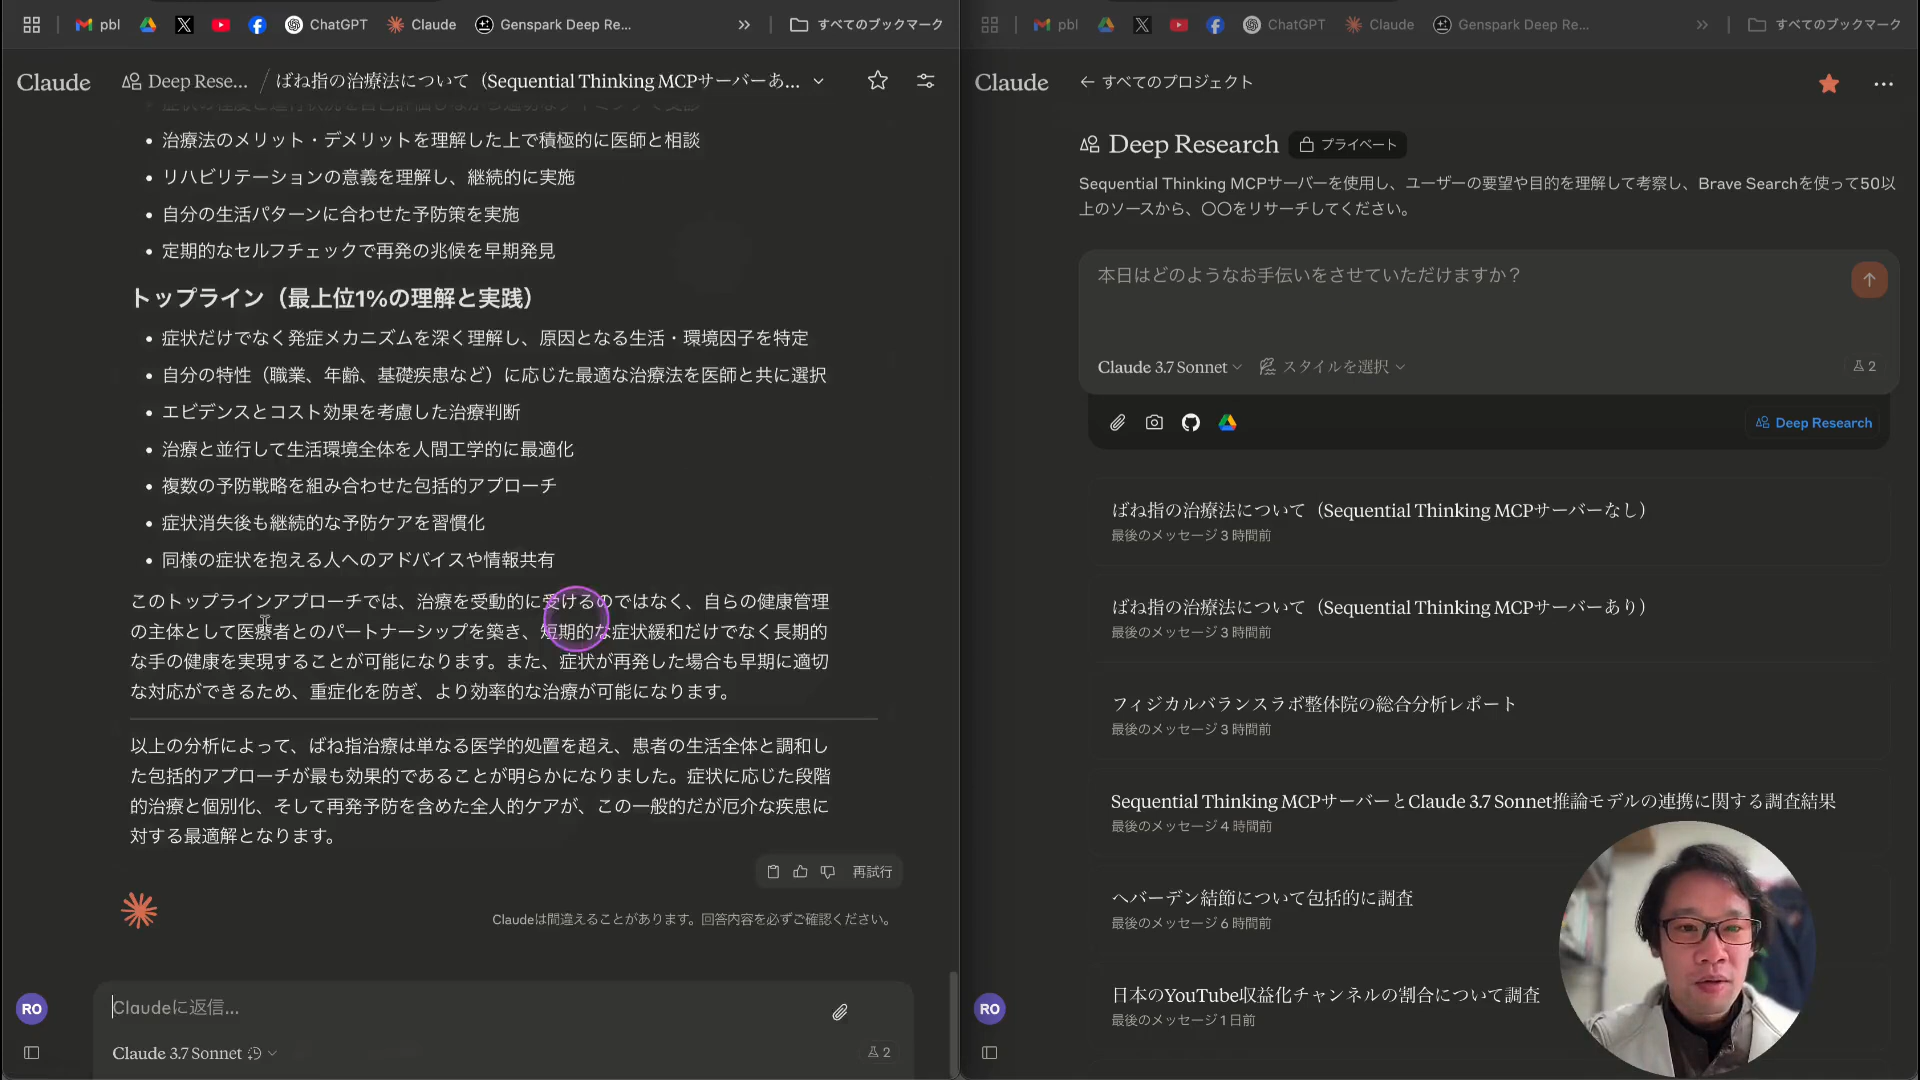 pbl
ChatGPT
Claude
Genspark Deep Re...
すべてのブックマーク
Claude
Deep Rese...
/
ばね指の治療法について（Sequential Thinking MCPサーバーあ...
治療法のメリット・デメリットを理解した上で積極的に医師と相談
リハビリテーションの意義を理解し、継続的に実施
自分の生活パターンに合わせた予防策を実施
定期的なセルフチェックで再発の兆候を早期発見
トップライン（最上位1%の理解と実践）
症状だけでなく発症メカニズムを深く理解し、原因となる生活・環境因子を特定
自分の特性（職業、年齢、基礎疾患など）に応じた最適な治療法を医師と共に選択
エビデンスとコスト効果を考慮した治療判断
治療と並行して生活環境全体を人間工学的に最適化
複数の予防戦略を組み合わせた包括的アプローチ
症状消失後も継続的な予防ケアを習慣化
同様の症状を抱える人へのアドバイスや情報共有
このトップラインアプローチでは、治療を受動的に受けるのではなく、自らの健康管理
の主体として医療者とのパートナーシップを築き、短期的な症状緩和だけでなく長期的
な手の健康を実現することが可能になります。また、症状が再発した場合も早期に適切
な対応ができるため、重症化を防ぎ、より効率的な治療が可能になります。
以上の分析によって、ばね指治療は単なる医学的処置を超え、患者の生活全体と調和し
た包括的アプローチが最も効果的であることが明らかになりました。症状に応じた段階
的治療と個別化、そして再発予防を含めた全人的ケアが、この一般的だが厄介な疾患に
対する最適解となります。
再試行
Claudeは間違えることがあります。回答内容を必ずご確認ください。
RO
Claudeに返信...
Claude 3.7 Sonnet
2
pbl
ChatGPT
Claude
Genspark Deep Re...
すべてのブックマーク
Claude
← すべてのプロジェクト
Deep Research
プライベート
Sequential Thinking MCPサーバーを使用し、ユーザーの要望や目的を理解して考察し、Brave Searchを使って50以
上のソースから、〇〇をリサーチしてください。
本日はどのようなお手伝いをさせていただけますか？
Claude 3.7 Sonnet
スタイルを選択
2
Deep Research
ばね指の治療法について（Sequential Thinking MCPサーバーなし）
最後のメッセージ 3 時間前
ばね指の治療法について（Sequential Thinking MCPサーバーあり）
最後のメッセージ 3 時間前
フィジカルバランスラボ整体院の総合分析レポート
最後のメッセージ 3 時間前
Sequential Thinking MCPサーバーとClaude 3.7 Sonnet推論モデルの連携に関する調査結果
最後のメッセージ 4 時間前
ヘバーデン結節について包括的に調査
最後のメッセージ 6 時間前
日本のYouTube収益化チャンネルの割合について調査
最後のメッセージ 1 日前
RO